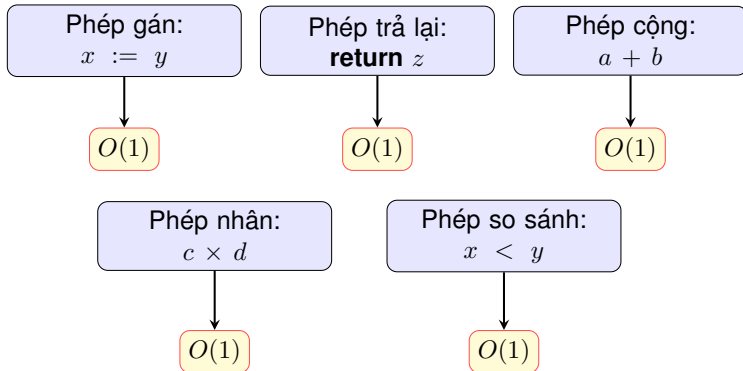 Phép gán:
x := y
Phép trả lại:
return z
Phép cộng:
a + b
O(1)
O(1)
O(1)
Phép nhân:
c × d
Phép so sánh:
x < y
O(1)
O(1)